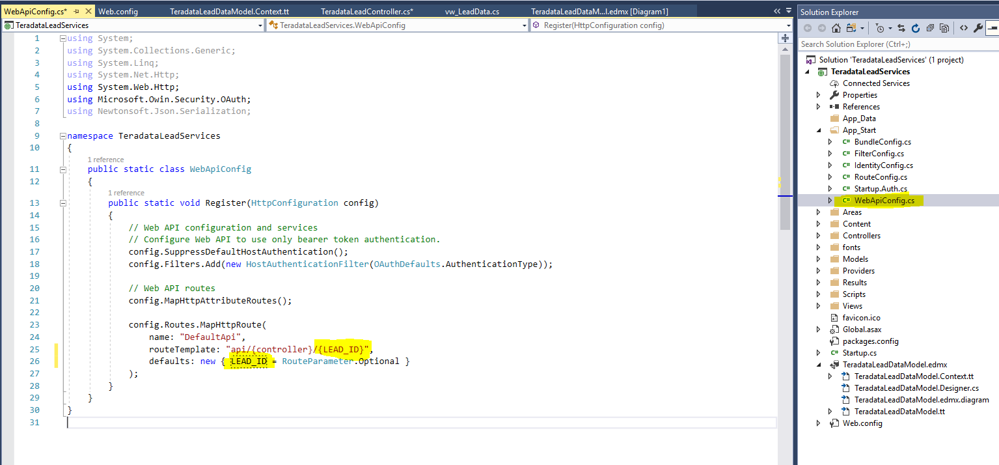 WebApiConfig.cs*
Web.config
TeradataLeadDataModel.Context.tt
TeradataLeadController.cs*
vw_LeadData.cs
TeradataLeadDataM...l.edmx [Diagram1]
TeradataLeadServices
TeradataLeadServices.WebApiConfig
Register(HttpConfiguration config)
1 using System;
2 using System.Collections.Generic;
3 using System.Linq;
4 using System.Net.Http;
5 using System.Web.Http;
6 using Microsoft.Owin.Security.OAuth;
7 using Newtonsoft.Json.Serialization;
8
9 namespace TeradataLeadServices
10 {
1 reference
11 public static class WebApiConfig
12 {
1 reference
13 public static void Register(HttpConfiguration config)
14 {
15 // Web API configuration and services
16 // Configure Web API to use only bearer token authentication.
17 config.SuppressDefaultHostAuthentication();
18 config.Filters.Add(new HostAuthenticationFilter(OAuthDefaults.AuthenticationType));
19
20 // Web API routes
21 config.MapHttpAttributeRoutes();
22
23 config.Routes.MapHttpRoute(
24 name: "DefaultApi",
25 routeTemplate: "api/{controller}/{LEAD_ID}",
26 defaults: new { LEAD_ID = RouteParameter.Optional }
27 );
28 }
29 }
30 }
31
Solution Explorer
Search Solution Explorer (Ctrl+;)
Solution 'TeradataLeadServices' (1 project)
TeradataLeadServices
Connected Services
Properties
References
App_Data
App_Start
C# BundleConfig.cs
C# FilterConfig.cs
C# IdentityConfig.cs
C# RouteConfig.cs
C# Startup.Auth.cs
C# WebApiConfig.cs
Areas
Content
Controllers
fonts
Models
Providers
Results
Scripts
Views
favicon.ico
Global.asax
packages.config
C# Startup.cs
TeradataLeadDataModel.edmx
TeradataLeadDataModel.Context.tt
TeradataLeadDataModel.Designer.cs
TeradataLeadDataModel.edmx.diagram
TeradataLeadDataModel.tt
Web.config